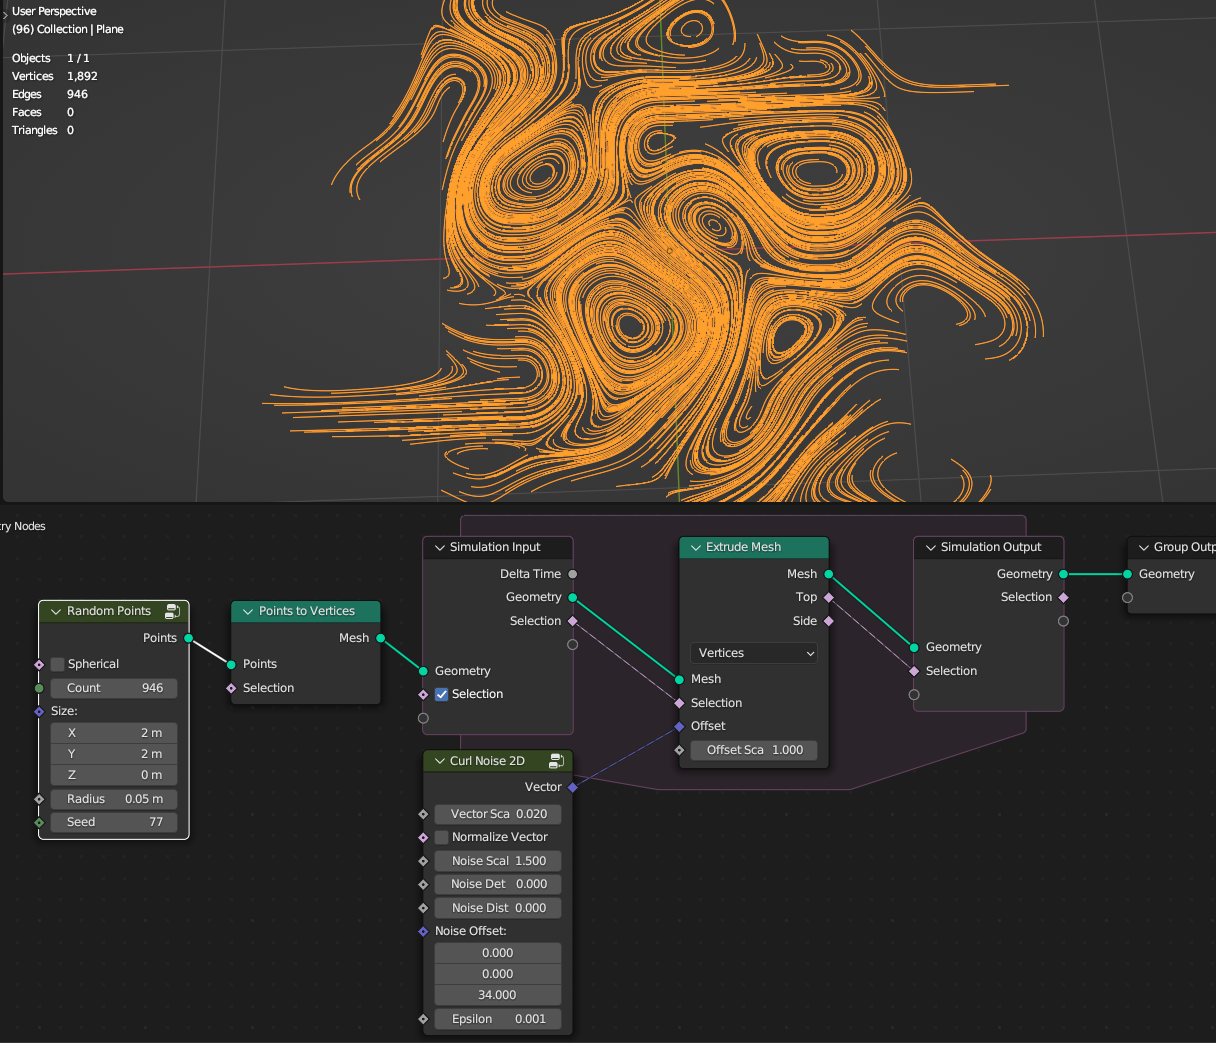 User Perspective
(96) Collection | Plane
Objects 1 / 1
Vertices 1,892
Edges 946
Faces 0
Triangles 0
ry Nodes
Random Points
Points
Spherical
Count 946
Size:
X 2 m
Y 2 m
Z 0 m
Radius 0.05 m
Seed 77
Points to Vertices
Mesh
Points
Selection
Simulation Input
Delta Time
Geometry
Selection
Geometry
Selection
Curl Noise 2D
Vector
Vector Sca 0.020
Normalize Vector
Noise Scal 1.500
Noise Det 0.000
Noise Dist 0.000
Noise Offset:
0.000
0.000
34.000
Epsilon 0.001
Extrude Mesh
Mesh
Top
Side
Vertices
Mesh
Selection
Offset
Offset Sca 1.000
Simulation Output
Geometry
Selection
Geometry
Selection
Group Outp
Geometry